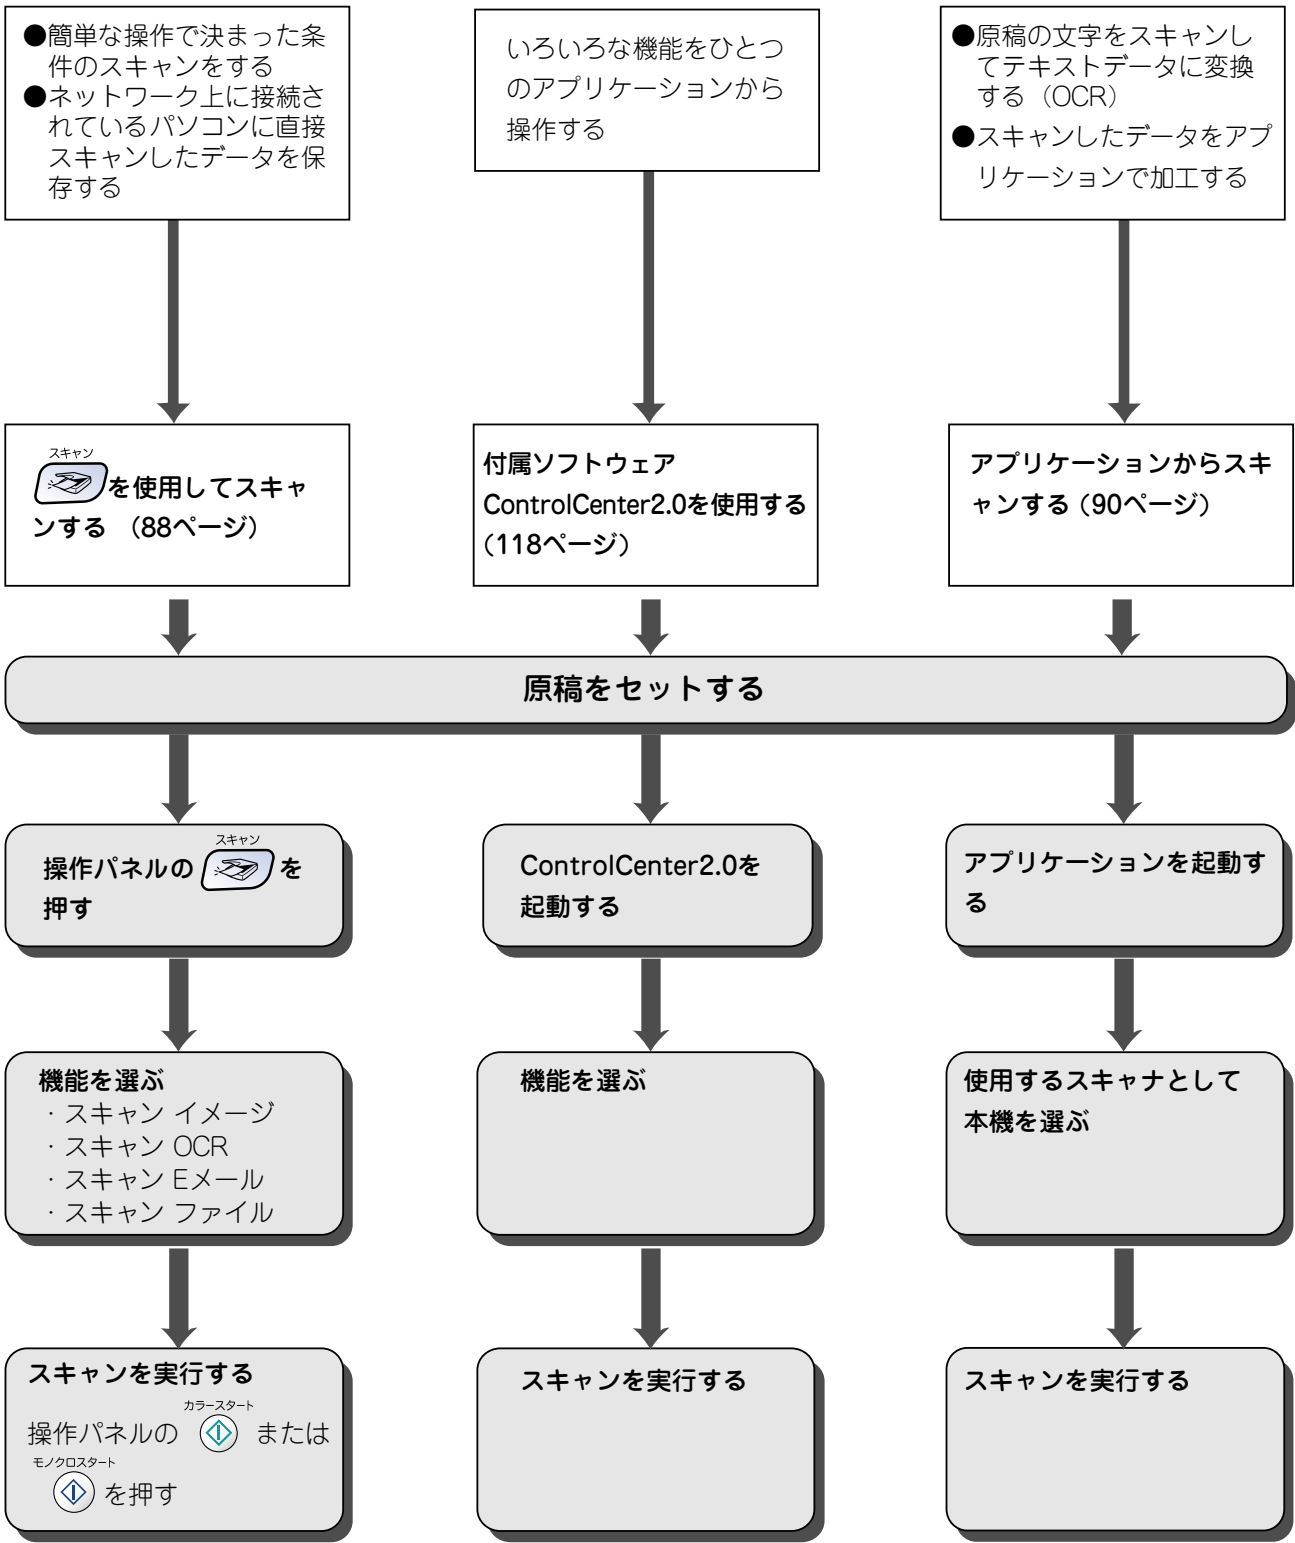 ●簡単な操作で決まった条
件のスキャンをする
●ネットワーク上に接続さ
れているパソコンに直接
スキャンしたデータを保
存する
いろいろな機能をひとつ
のアプリケーションから
操作する
●原稿の文字をスキャンし
てテキストデータに変換
する（OCR）
●スキャンしたデータをアプ
リケーションで加工する
スキャン
を使用してスキャ
ンする （88ページ）
付属ソフトウェア
ControlCenter2.0を使用する
（118ページ）
アプリケーションからスキ
ャンする（90ページ）
原稿をセットする
スキャン
操作パネルの を
押す
ControlCenter2.0を
起動する
アプリケーションを起動す
る
機能を選ぶ
・スキャン イメージ
・スキャン OCR
・スキャン Eメール
・スキャン ファイル
機能を選ぶ
使用するスキャナとして
本機を選ぶ
スキャンを実行する
カラースタート
操作パネルの または
モノクロスタート
を押す
スキャンを実行する
スキャンを実行する